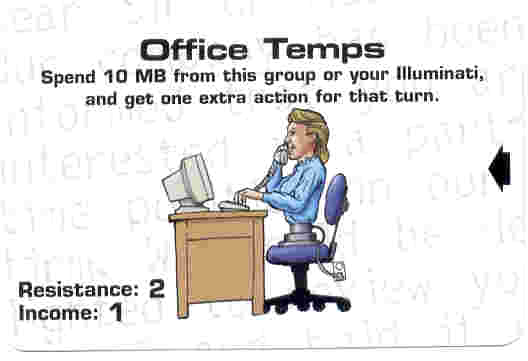 Office Temps
Spend 10 MB from this group or your Illuminati,
and get one extra action for that turn.
Resistance: 2
Income: 1